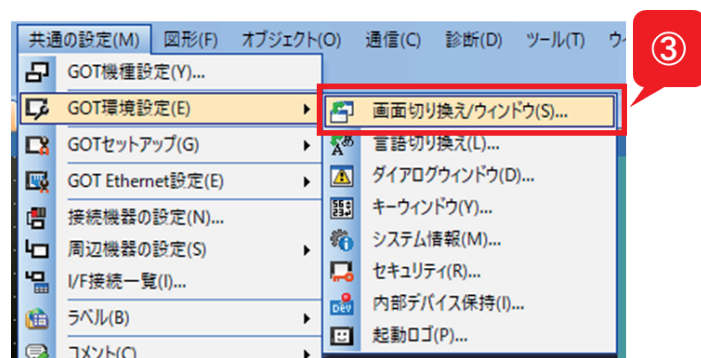 共通の設定(M) 図形(F) オブジェクト(O) 通信(C) 診断(D) ツール(T)
③
GOT機種設定(Y)...
GOT環境設定(E)
GOTセットアップ(G)
GOT Ethernet設定(E)
接続機器の設定(N)...
周辺機器の設定(S)
I/F接続一覧(I)...
ラベル(B)
コメント(C)
画面切り換え/ウィンドウ(S)...
言語切り換え(L)...
ダイアログウィンドウ(D)...
キーウィンドウ(Y)...
システム情報(M)...
セキュリティ(R)...
内部デバイス保持(I)...
起動ロゴ(P)...